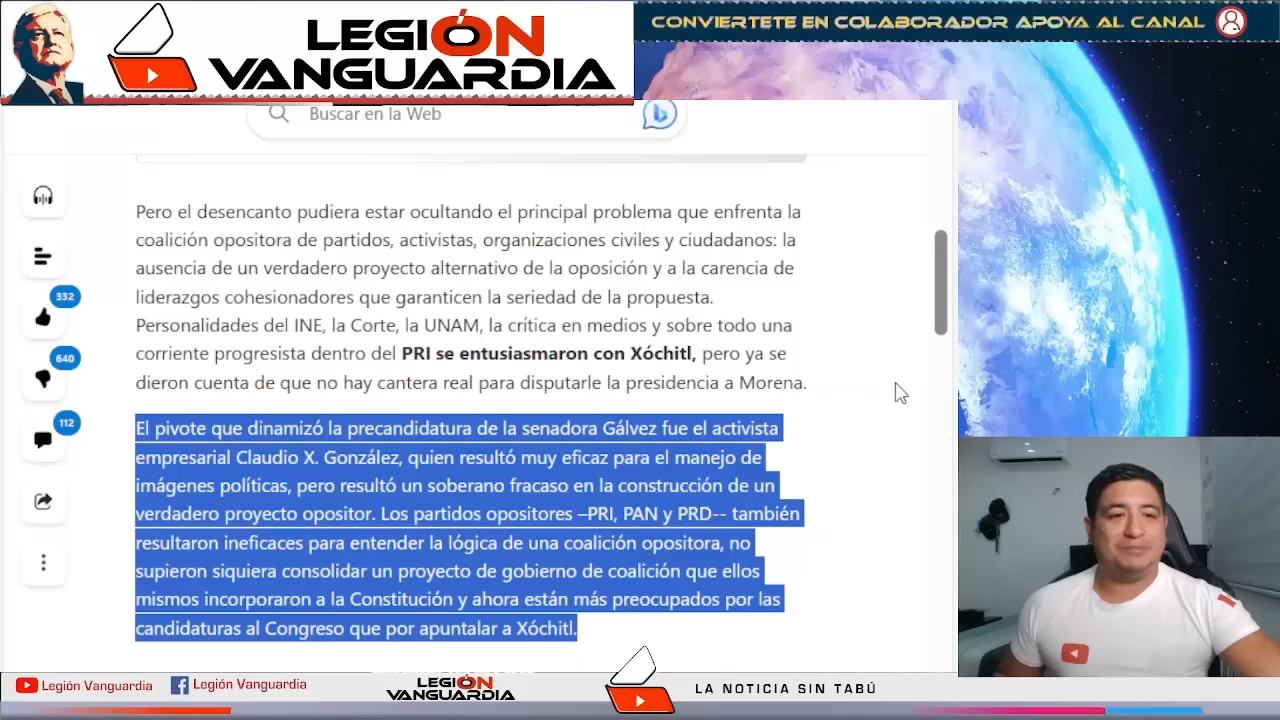 LEGIÓN
VANGUARDIA
CONVIERTETE EN COLABORADOR APOYA AL CANAL
Buscar en la Web
332
640
112
Pero el desencanto pudiera estar ocultando el principal problema que enfrenta la
coalición opositora de partidos, activistas, organizaciones civiles y ciudadanos: la
ausencia de un verdadero proyecto alternativo de la oposición y a la carencia de
liderazgos cohesionadores que garanticen la seriedad de la propuesta.
Personalidades del INE, la Corte, la UNAM, la crítica en medios y sobre todo una
corriente progresista dentro del PRI se entusiasmaron con Xóchitl, pero ya se
dieron cuenta de que no hay cantera real para disputarle la presidencia a Morena.
El pivote que dinamizó la precandidatura de la senadora Gálvez fue el activista
empresarial Claudio X. González, quien resultó muy eficaz para el manejo de
imágenes políticas, pero resultó un soberano fracaso en la construcción de un
verdadero proyecto opositor. Los partidos opositores –PRI, PAN y PRD-- también
resultaron ineficaces para entender la lógica de una coalición opositora, no
supieron siquiera consolidar un proyecto de gobierno de coalición que ellos
mismos incorporaron a la Constitución y ahora están más preocupados por las
candidaturas al Congreso que por apuntalar a Xóchitl.
Legión Vanguardia
Legión Vanguardia
LEGIÓN
VANGUARDIA
LA NOTICIA SIN TABÚ